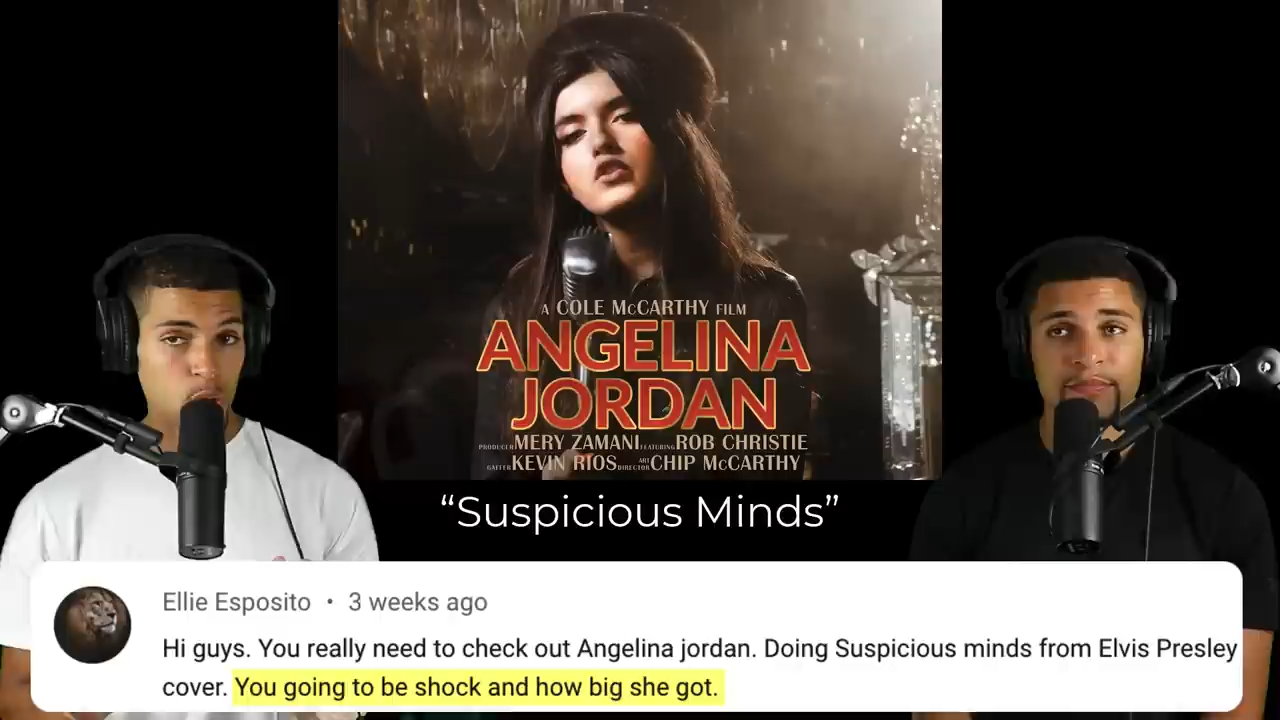 A COLE McCARTHY FILM
ANGELINA
JORDAN
PRODUCER MERY ZAMANI FEATURING ROB CHRISTIE
GAFFER KEVIN RIOS ART DIRECTOR CHIP McCARTHY
“Suspicious Minds”
Ellie Esposito • 3 weeks ago
Hi guys. You really need to check out Angelina jordan. Doing Suspicious minds from Elvis Presley
cover. You going to be shock and how big she got.